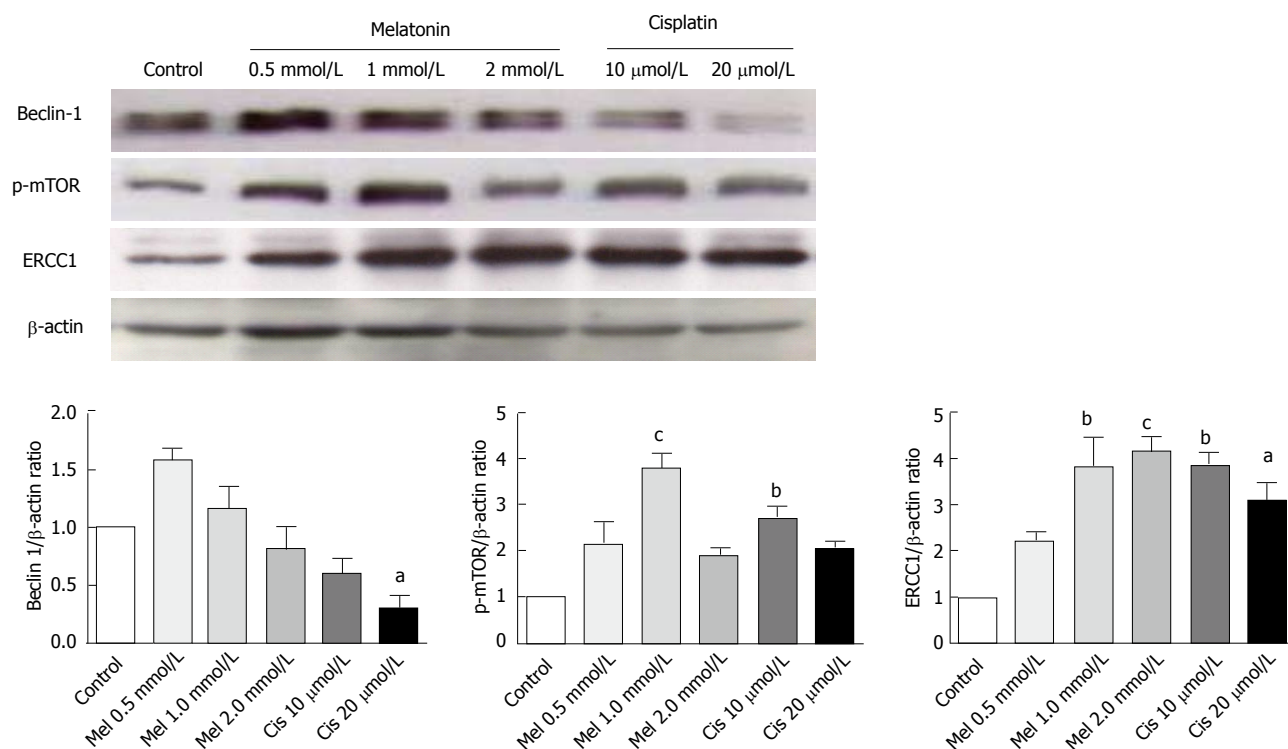 Melatonin Cisplatin
Control 0.5 mmol/L 1 mmol/L 2 mmol/L 10 μmol/L 20 μmol/L
Beclin-1
p-mTOR
ERCC1
β-actin
Beclin 1/β-actin ratio
2.0
1.5
1.0
0.5
0.0
a
Control
Mel 0.5 mmol/L
Mel 1.0 mmol/L
Mel 2.0 mmol/L
Cis 10 μmol/L
Cis 20 μmol/L
p-mTOR/β-actin ratio
5
4
3
2
1
0
c
b
Control
Mel 0.5 mmol/L
Mel 1.0 mmol/L
Mel 2.0 mmol/L
Cis 10 μmol/L
Cis 20 μmol/L
ERCC1/β-actin ratio
5
4
3
2
1
0
b
c
b
a
Control
Mel 0.5 mmol/L
Mel 1.0 mmol/L
Mel 2.0 mmol/L
Cis 10 μmol/L
Cis 20 μmol/L